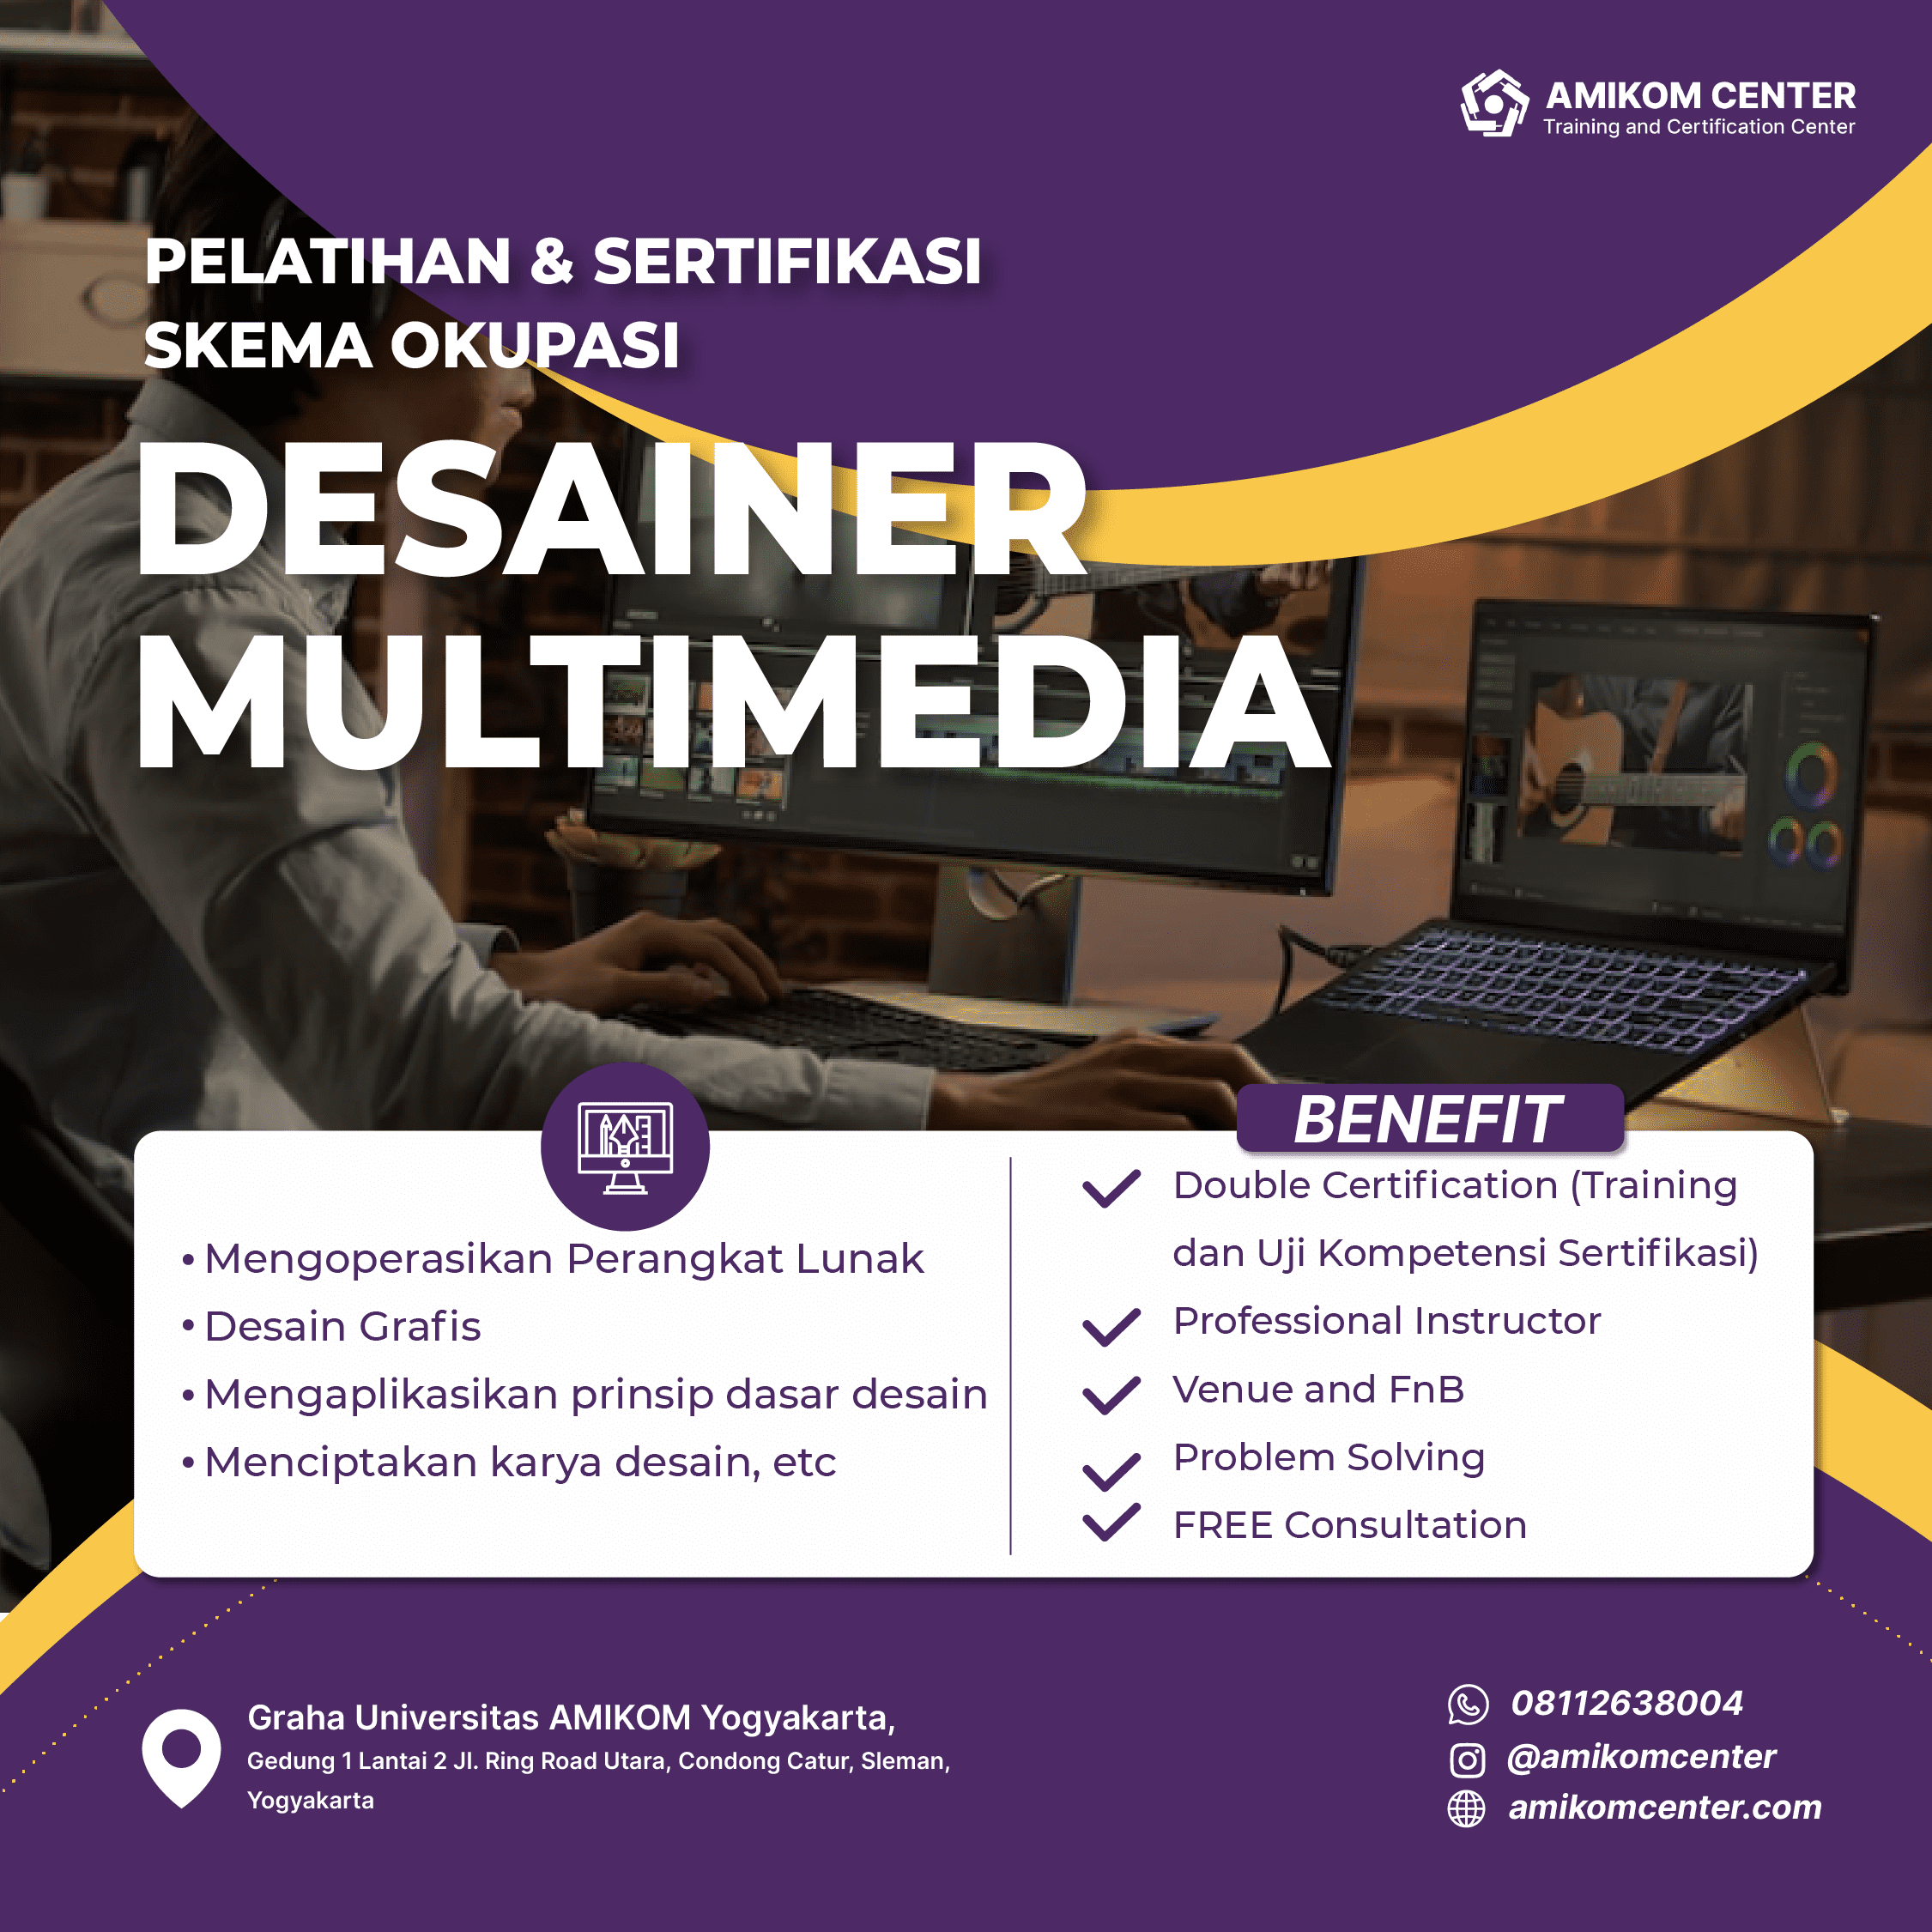 AMIKOM CENTER
Training and Certification Center
PELATIHAN & SERTIFIKASI
SKEMA OKUPASI
DESAINER
MULTIMEDIA
• Mengoperasikan Perangkat Lunak
• Desain Grafis
• Mengaplikasikan prinsip dasar desain
• Menciptakan karya desain, etc
BENEFIT
Double Certification (Training
dan Uji Kompetensi Sertifikasi)
Professional Instructor
Venue and FnB
Problem Solving
FREE Consultation
Graha Universitas AMIKOM Yogyakarta,
Gedung 1 Lantai 2 Jl. Ring Road Utara, Condong Catur, Sleman,
Yogyakarta
08112638004
@amikomcenter
amikomcenter.com